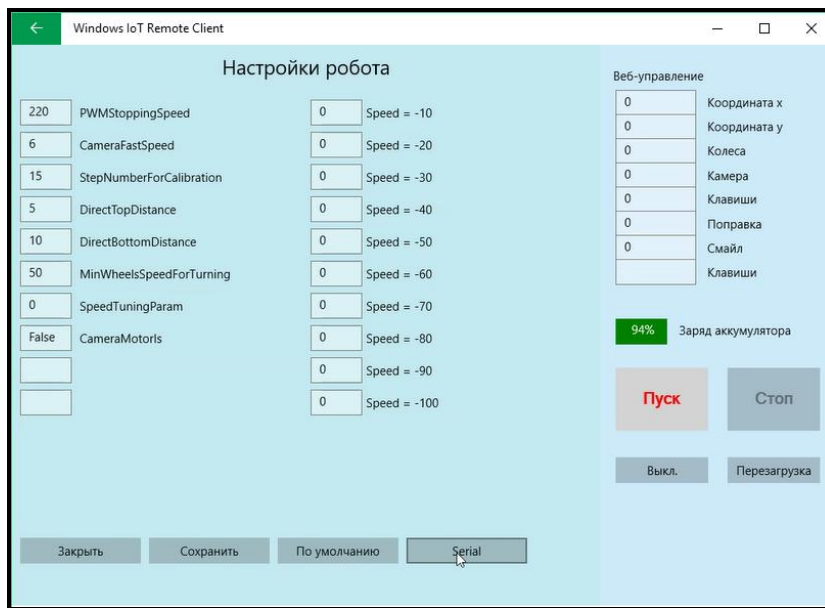 Windows IoT Remote Client
Настройки робота
220 PWMStoppingSpeed
6 CameraFastSpeed
15 StepNumberForCalibration
5 DirectTopDistance
10 DirectBottomDistance
50 MinWheelsSpeedForTurning
0 SpeedTuningParam
False CameraMotorIs
0 Speed = -10
0 Speed = -20
0 Speed = -30
0 Speed = -40
0 Speed = -50
0 Speed = -60
0 Speed = -70
0 Speed = -80
0 Speed = -90
0 Speed = -100
Закрыть
Сохранить
По умолчанию
Serial
Веб-управление
0 Координата x
0 Координата y
0 Колеса
0 Камера
0 Клавиши
0 Поправка
0 Смайл
Клавиши
94% Заряд аккумулятора
Пуск
Стоп
Выкл.
Перезагрузка